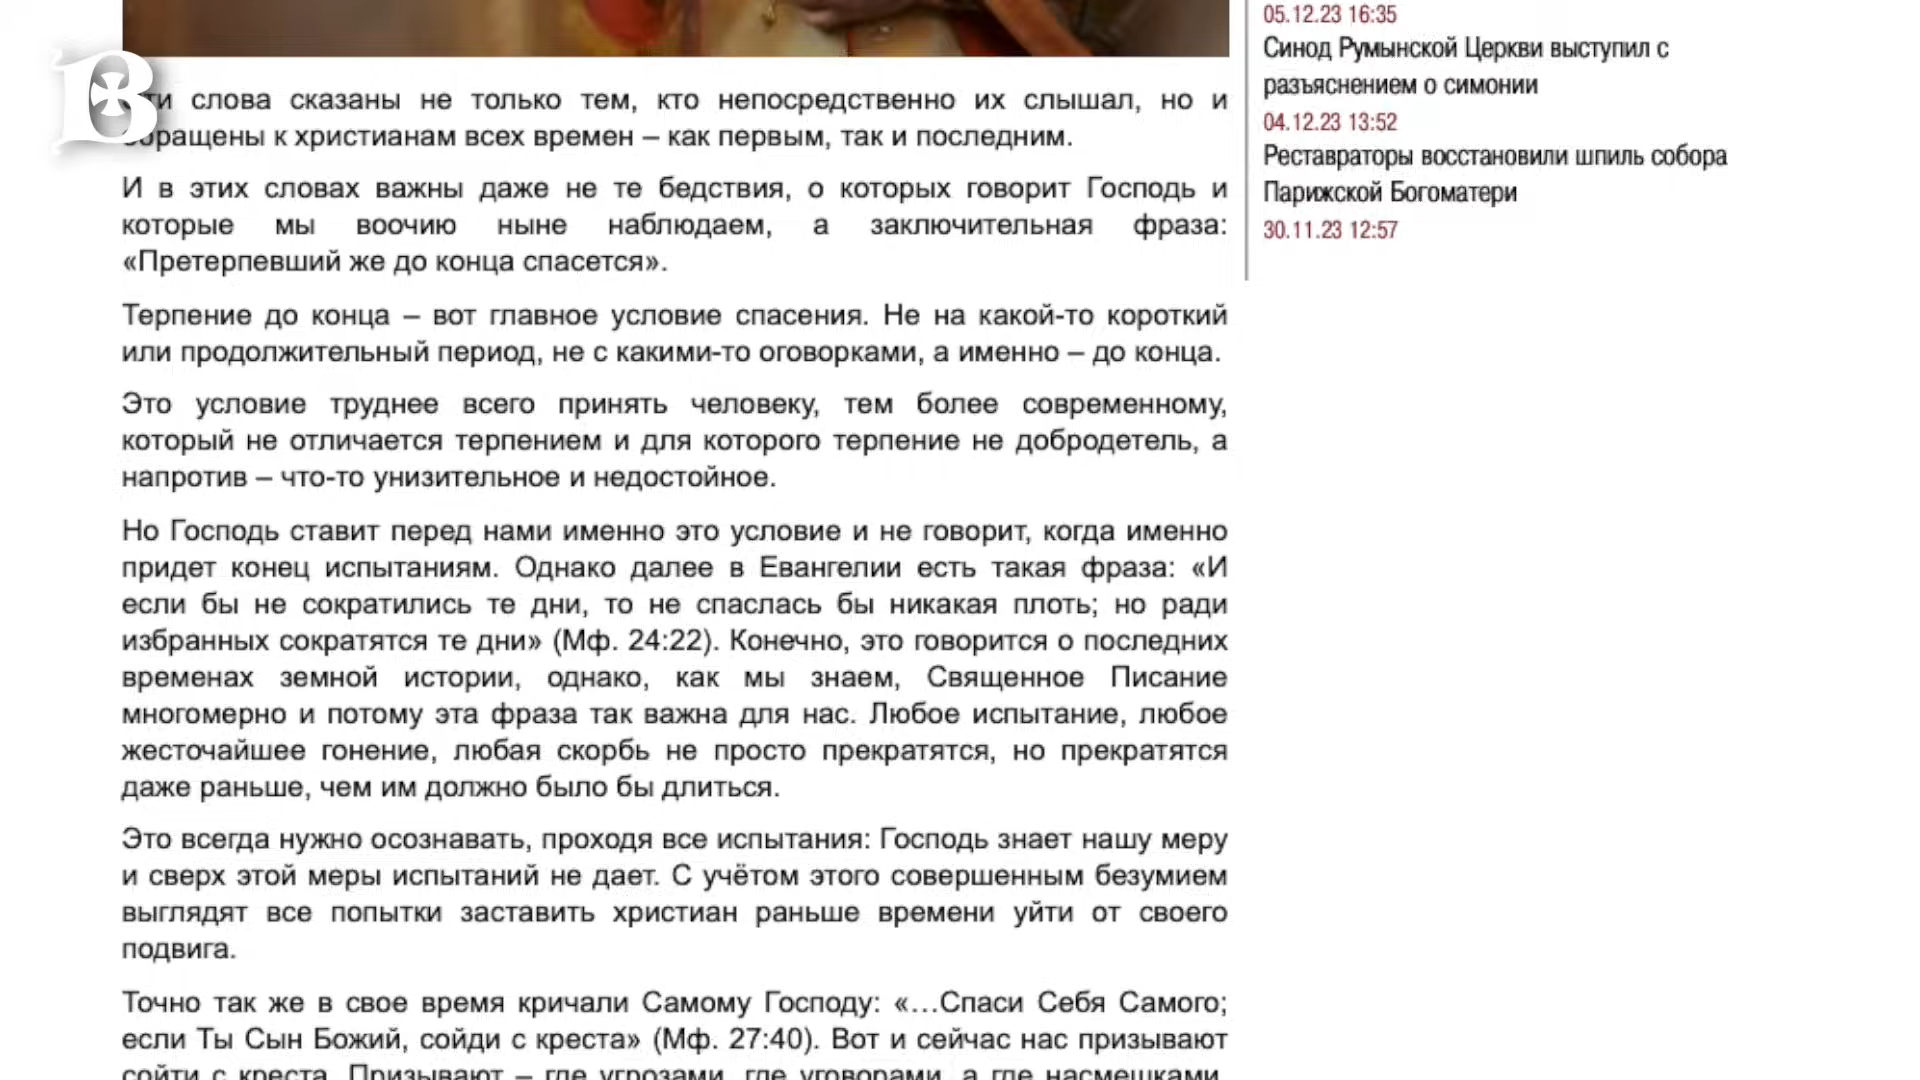 слова сказаны не только тем, кто непосредственно их слышал, но и
обращены к христианам всех времен – как первым, так и последним.
И в этих словах важны даже не те бедствия, о которых говорит Господь и
которые мы воочию ныне наблюдаем, а заключительная фраза:
«Претерпевший же до конца спасется».
Терпение до конца – вот главное условие спасения. Не на какой-то короткий
или продолжительный период, не с какими-то оговорками, а именно – до конца.
Это условие труднее всего принять человеку, тем более современному,
который не отличается терпением и для которого терпение не добродетель, а
напротив – что-то унизительное и недостойное.
Но Господь ставит перед нами именно это условие и не говорит, когда именно
придет конец испытаниям. Однако далее в Евангелии есть такая фраза: «И
если бы не сократились те дни, то не спаслась бы никакая плоть; но ради
избранных сократятся те дни» (Мф. 24:22). Конечно, это говорится о последних
временах земной истории, однако, как мы знаем, Священное Писание
многомерно и потому эта фраза так важна для нас. Любое испытание, любое
жесточайшее гонение, любая скорбь не просто прекратятся, но прекратятся
даже раньше, чем им должно было бы длиться.
Это всегда нужно осознавать, проходя все испытания: Господь знает нашу меру
и сверх этой меры испытаний не дает. С учётом этого совершенным безумием
выглядят все попытки заставить христиан раньше времени уйти от своего
подвига.
Точно так же в свое время кричали Самому Господу: «…Спаси Себя Самого;
если Ты Сын Божий, сойди с креста» (Мф. 27:40). Вот и сейчас нас призывают
сойти с креста. Призывают – где угрозами, где уговорами, а где насмешками.
05.12.23 16:35
Синод Румынской Церкви выступил с
разъяснением о симонии
04.12.23 13:52
Реставраторы восстановили шпиль собора
Парижской Богоматери
30.11.23 12:57